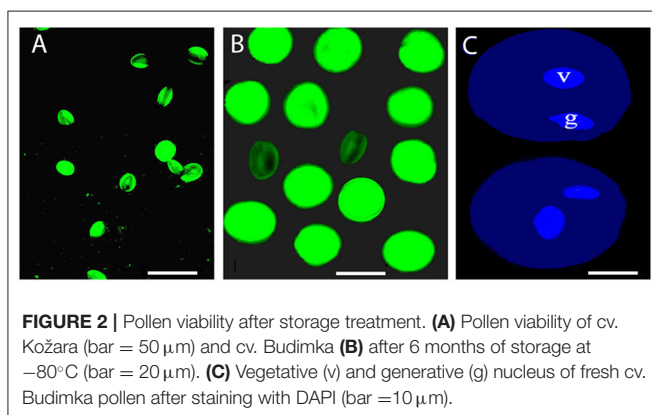 A
B
C
v
g
FIGURE 2 | Pollen viability after storage treatment. (A) Pollen viability of cv.
Kožara (bar = 50 μm) and cv. Budimka (B) after 6 months of storage at
−80°C (bar = 20 μm). (C) Vegetative (v) and generative (g) nucleus of fresh cv.
Budimka pollen after staining with DAPI (bar =10 μm).